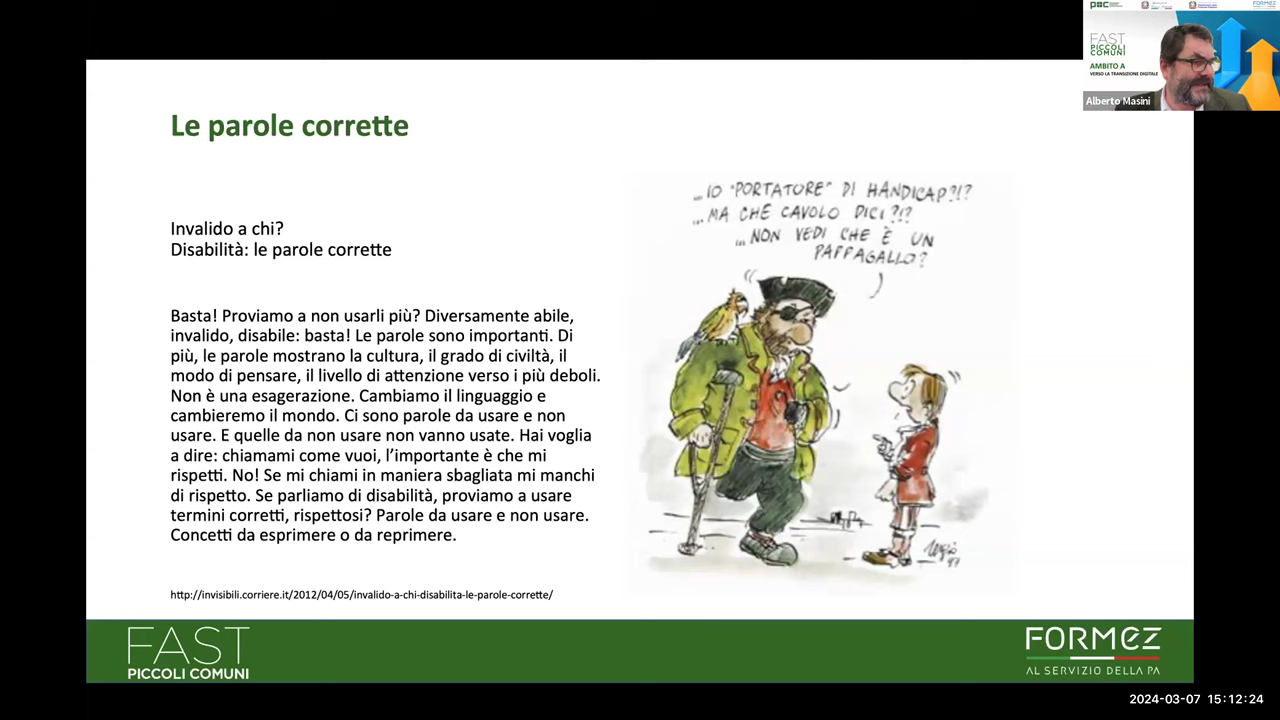 POC
FORMEZ
FAST
PICCOLI
COMUNI
AMBITO A
VERSO LA TRANSIZIONE DIGITALE
Alberto Masini
Le parole corrette
Invalido a chi?
Disabilità: le parole corrette
Basta! Proviamo a non usarli più? Diversamente abile,
invalido, disabile: basta! Le parole sono importanti. Di
più, le parole mostrano la cultura, il grado di civiltà, il
modo di pensare, il livello di attenzione verso i più deboli.
Non è una esagerazione. Cambiamo il linguaggio e
cambieremo il mondo. Ci sono parole da usare e non
usare. E quelle da non usare non vanno usate. Hai voglia
a dire: chiamami come vuoi, l'importante è che mi
rispetti. No! Se mi chiami in maniera sbagliata mi manchi
di rispetto. Se parliamo di disabilità, proviamo a usare
termini corretti, rispettosi? Parole da usare e non usare.
Concetti da esprimere o da reprimere.
http://invisibili.corriere.it/2012/04/05/invalido-a-chi-disabilita-le-parole-corrette/
...IO "PORTATORE" DI HANDICAP?!?
...MA CHE CAVOLO DICI?!?
...NON VEDI CHE È UN
PAPPAGALLO?
FAST
PICCOLI COMUNI
FORMEZ
AL SERVIZIO DELLA PA
2024-03-07 15:12:24